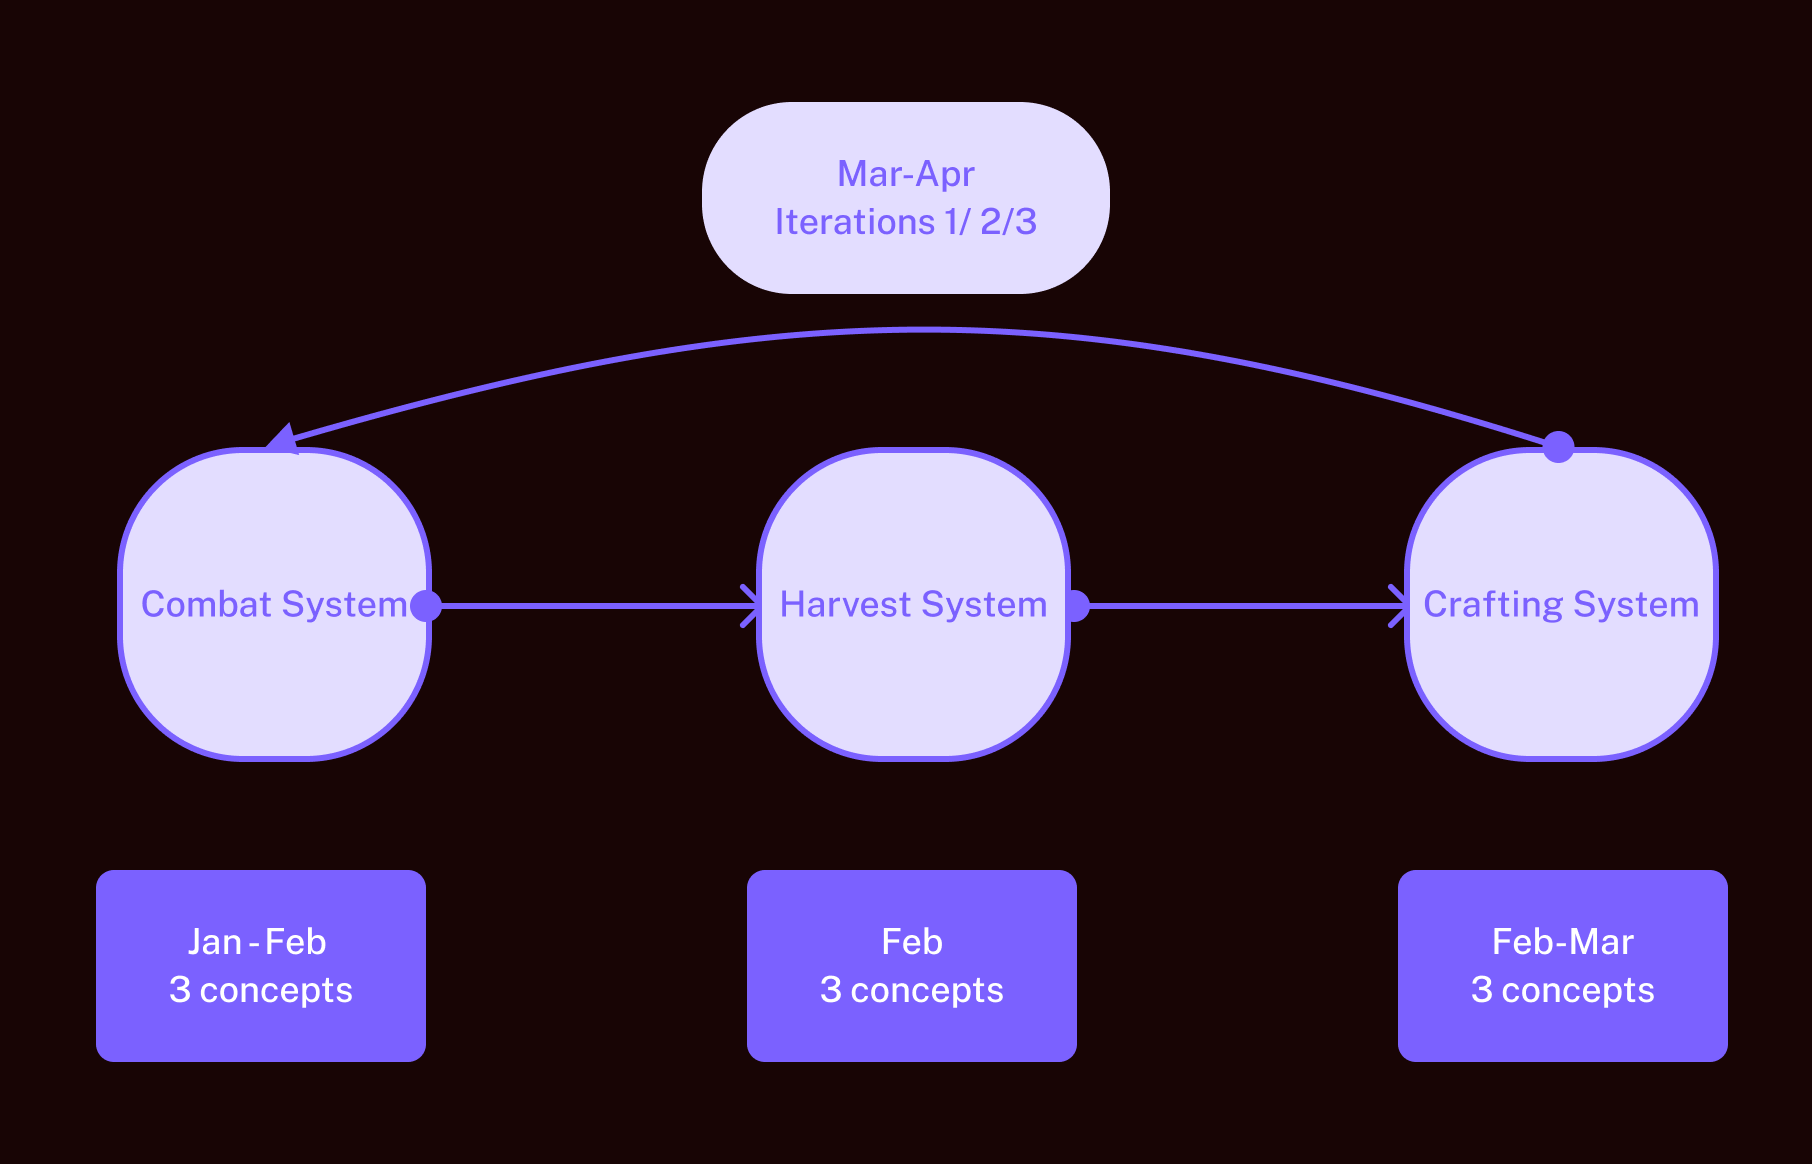 Mar-Apr
Iterations 1/ 2/3
Combat System
Harvest System
Crafting System
Jan - Feb
3 concepts
Feb
3 concepts
Feb-Mar
3 concepts